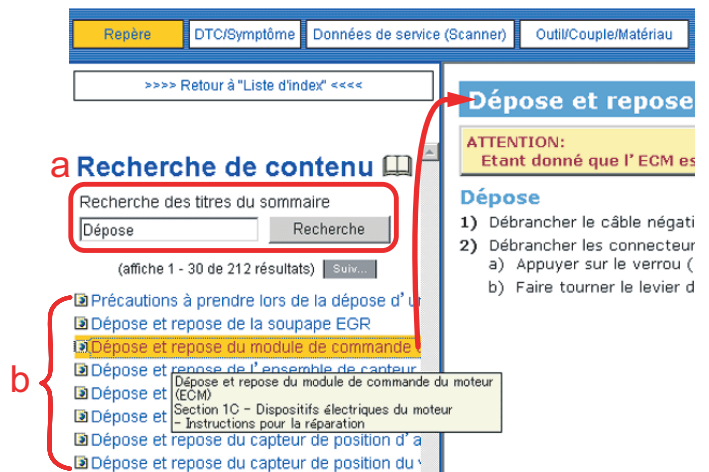 Repère
DTC/Symptôme
Données de service (Scanner)
Outil/Couple/Matériau
>>>> Retour à "Liste d'index" <<<<
a
Recherche de contenu
Recherche des titres du sommaire
Dépose
Recherche
(affiche 1 - 30 de 212 résultats)
Suiv...
b
Précautions à prendre lors de la dépose d'un
Dépose et repose de la soupape EGR
Dépose et repose du module de commande
Dépose et repose de l'ensemble de capteur
Dépose et
Dépose et
Dépose et repose du capteur de position d'a
Dépose et repose du capteur de position du
Dépose et repose du module de commande du moteur
(ECM)
Section 1C - Dispositifs électriques du moteur
- Instructions pour la réparation
Dépose et repose
ATTENTION:
Etant donné que l'ECM es
Dépose
1) Débrancher le câble négati
2) Débrancher les connecteur
a) Appuyer sur le verrou (
b) Faire tourner le levier d